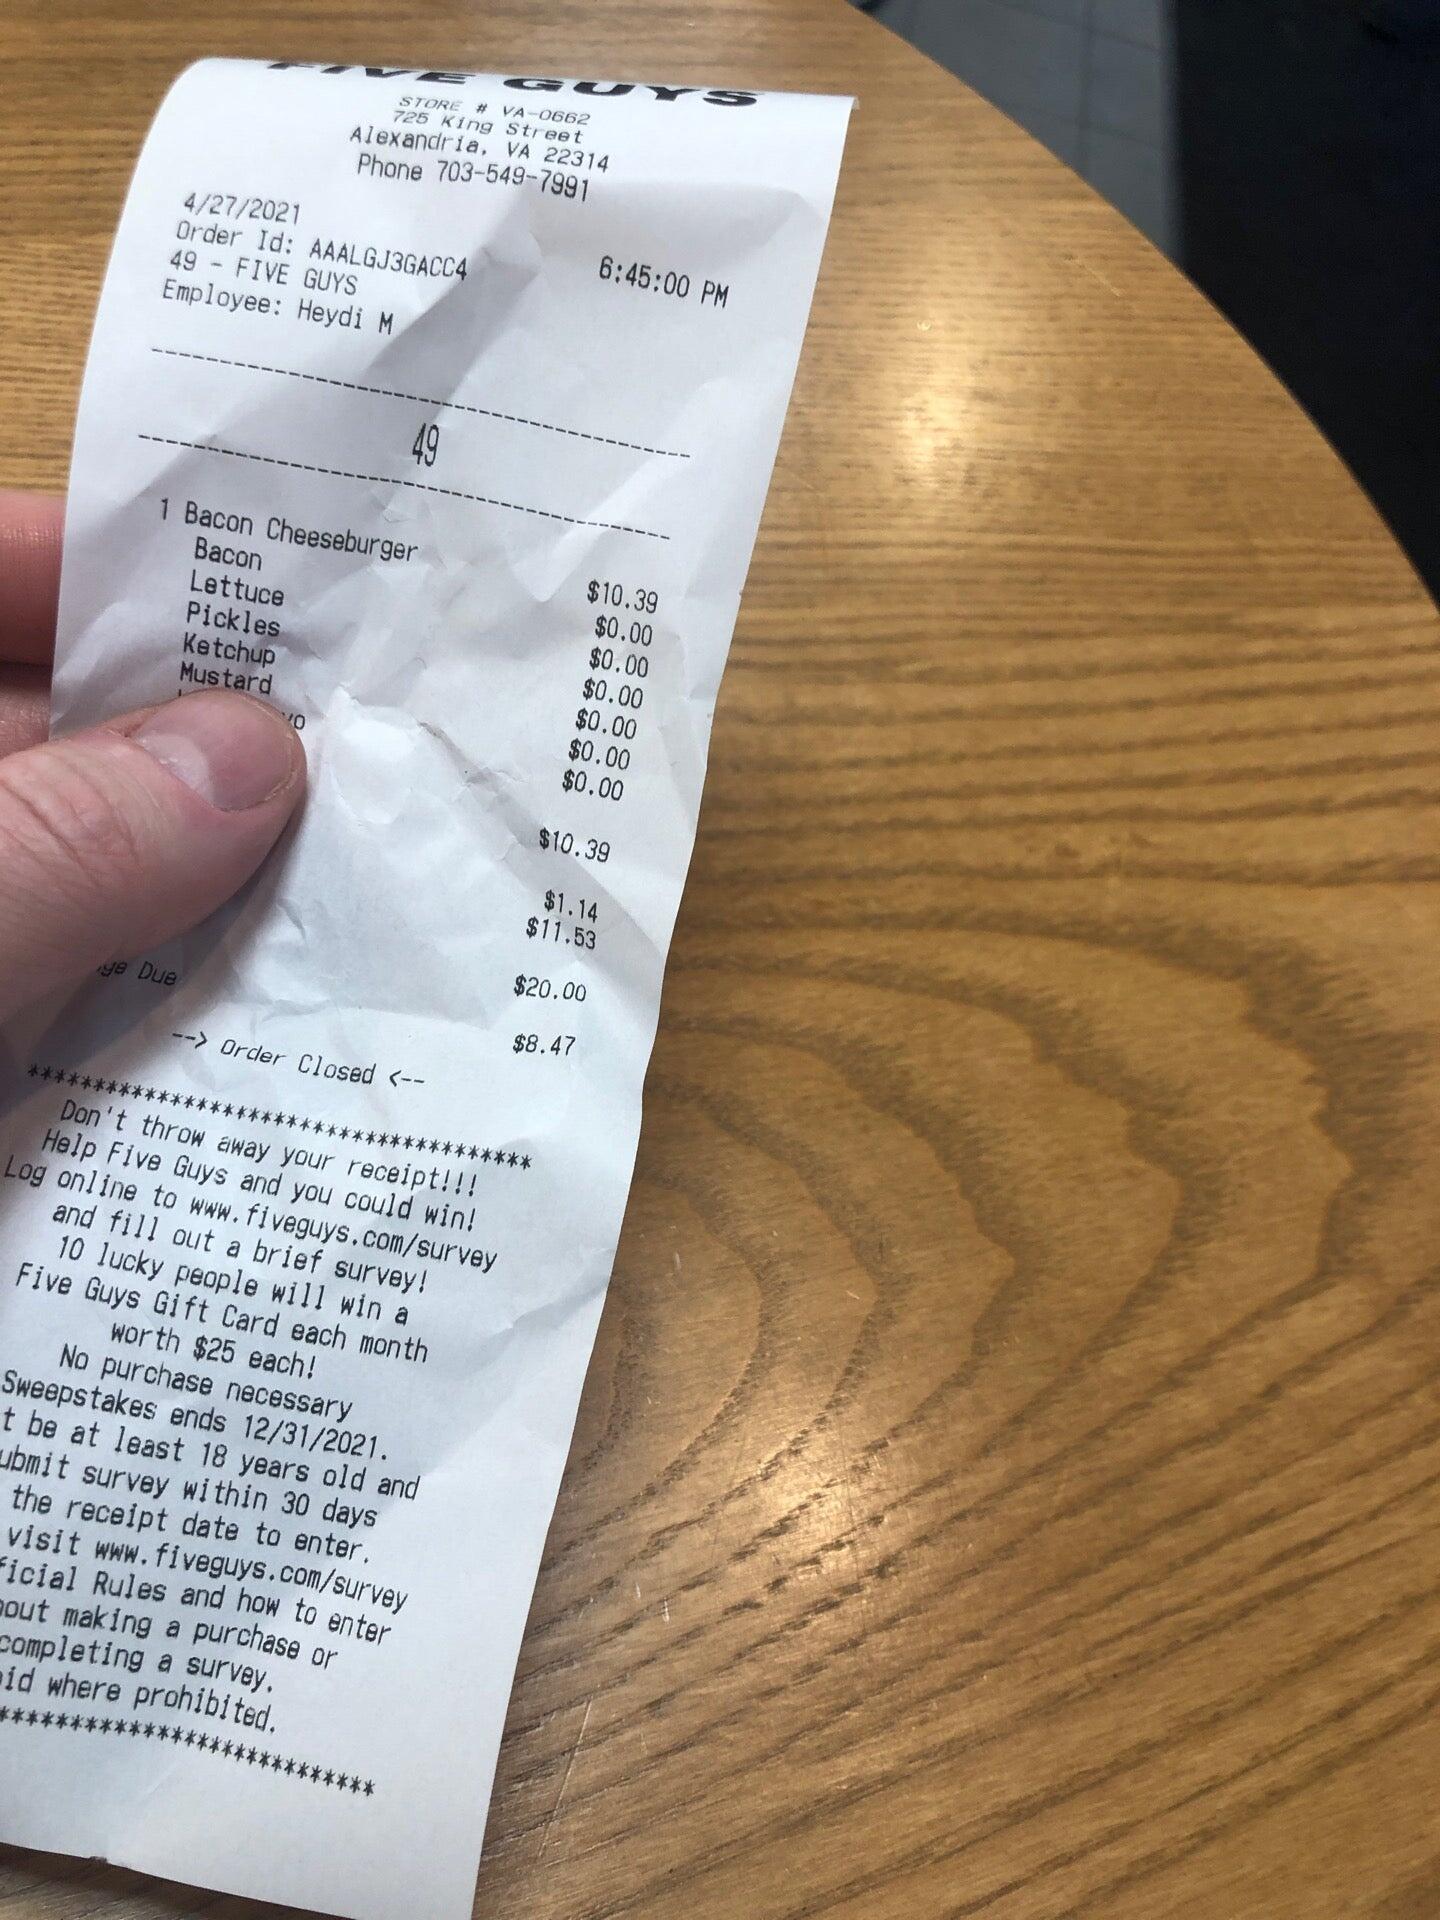 FIVE GUYS
STORE # VA-0662
725 King Street
Alexandria, VA 22314
Phone 703-549-7991
4/27/2021 6:45:00 PM
Order Id: AAALGJ3GACC4
49 - FIVE GUYS
Employee: Heydi M
49
1 Bacon Cheeseburger $10.39
Bacon $0.00
Lettuce $0.00
Pickles $0.00
Ketchup $0.00
Mustard $0.00
$0.00
$10.39
$1.14
$11.53
$20.00
Due $8.47
--> Order Closed <--
****************************************
Don't throw away your receipt!!!
Help Five Guys and you could win!
Log online to www.fiveguys.com/survey
and fill out a brief survey!
10 lucky people will win a
Five Guys Gift Card each month
worth $25 each!
No purchase necessary
Sweepstakes ends 12/31/2021.
be at least 18 years old and
survey within 30 days
the receipt date to enter.
visit www.fiveguys.com/survey
Rules and how to enter
making a purchase or
completing a survey.
where prohibited.
********************************